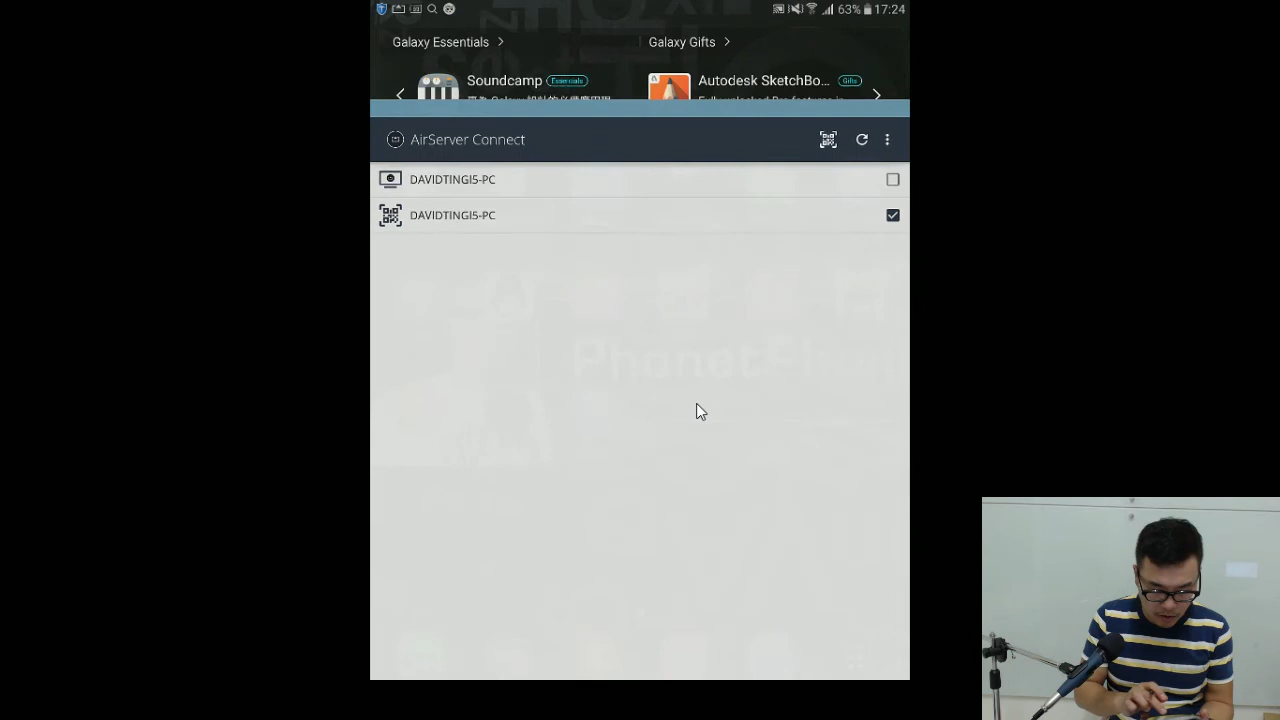 63% 17:24
Galaxy Essentials
Galaxy Gifts
Soundcamp Essentials
Autodesk SketchBo... Gifts
AirServer Connect
DAVIDTINGI5-PC
DAVIDTINGI5-PC